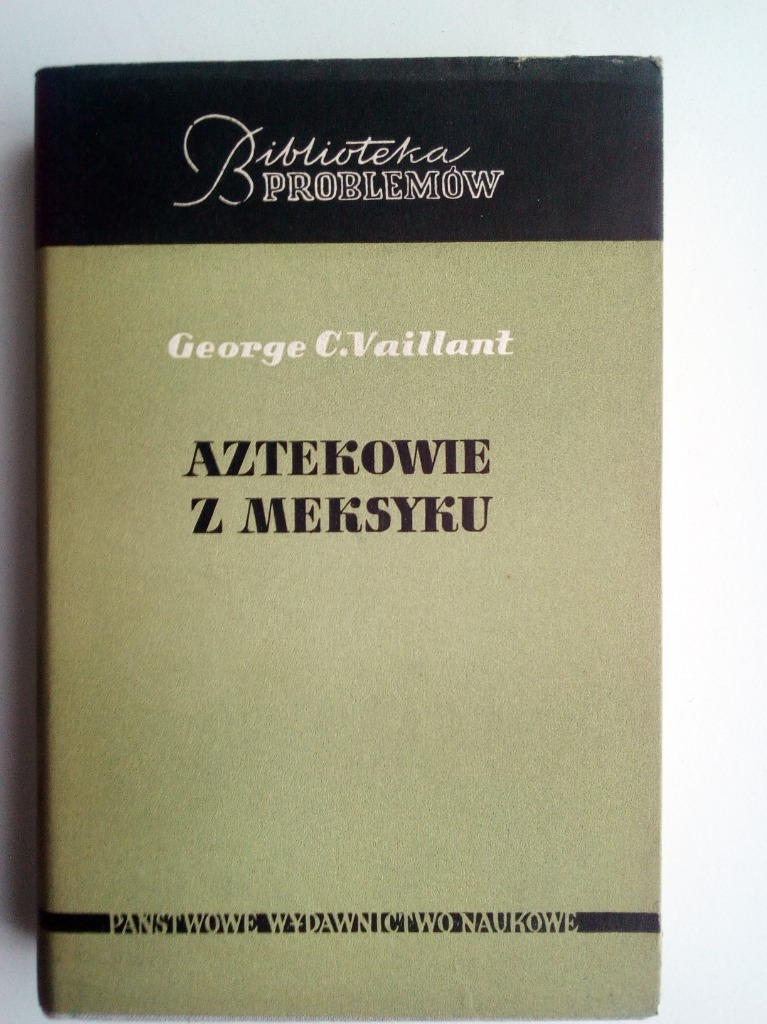 Biblioteka
PROBLEMÓW
George C. Vaillant
AZTEKOWIE
Z MEKSYKU
PAŃSTWOWE WYDAWNICTWO NAUKOWE